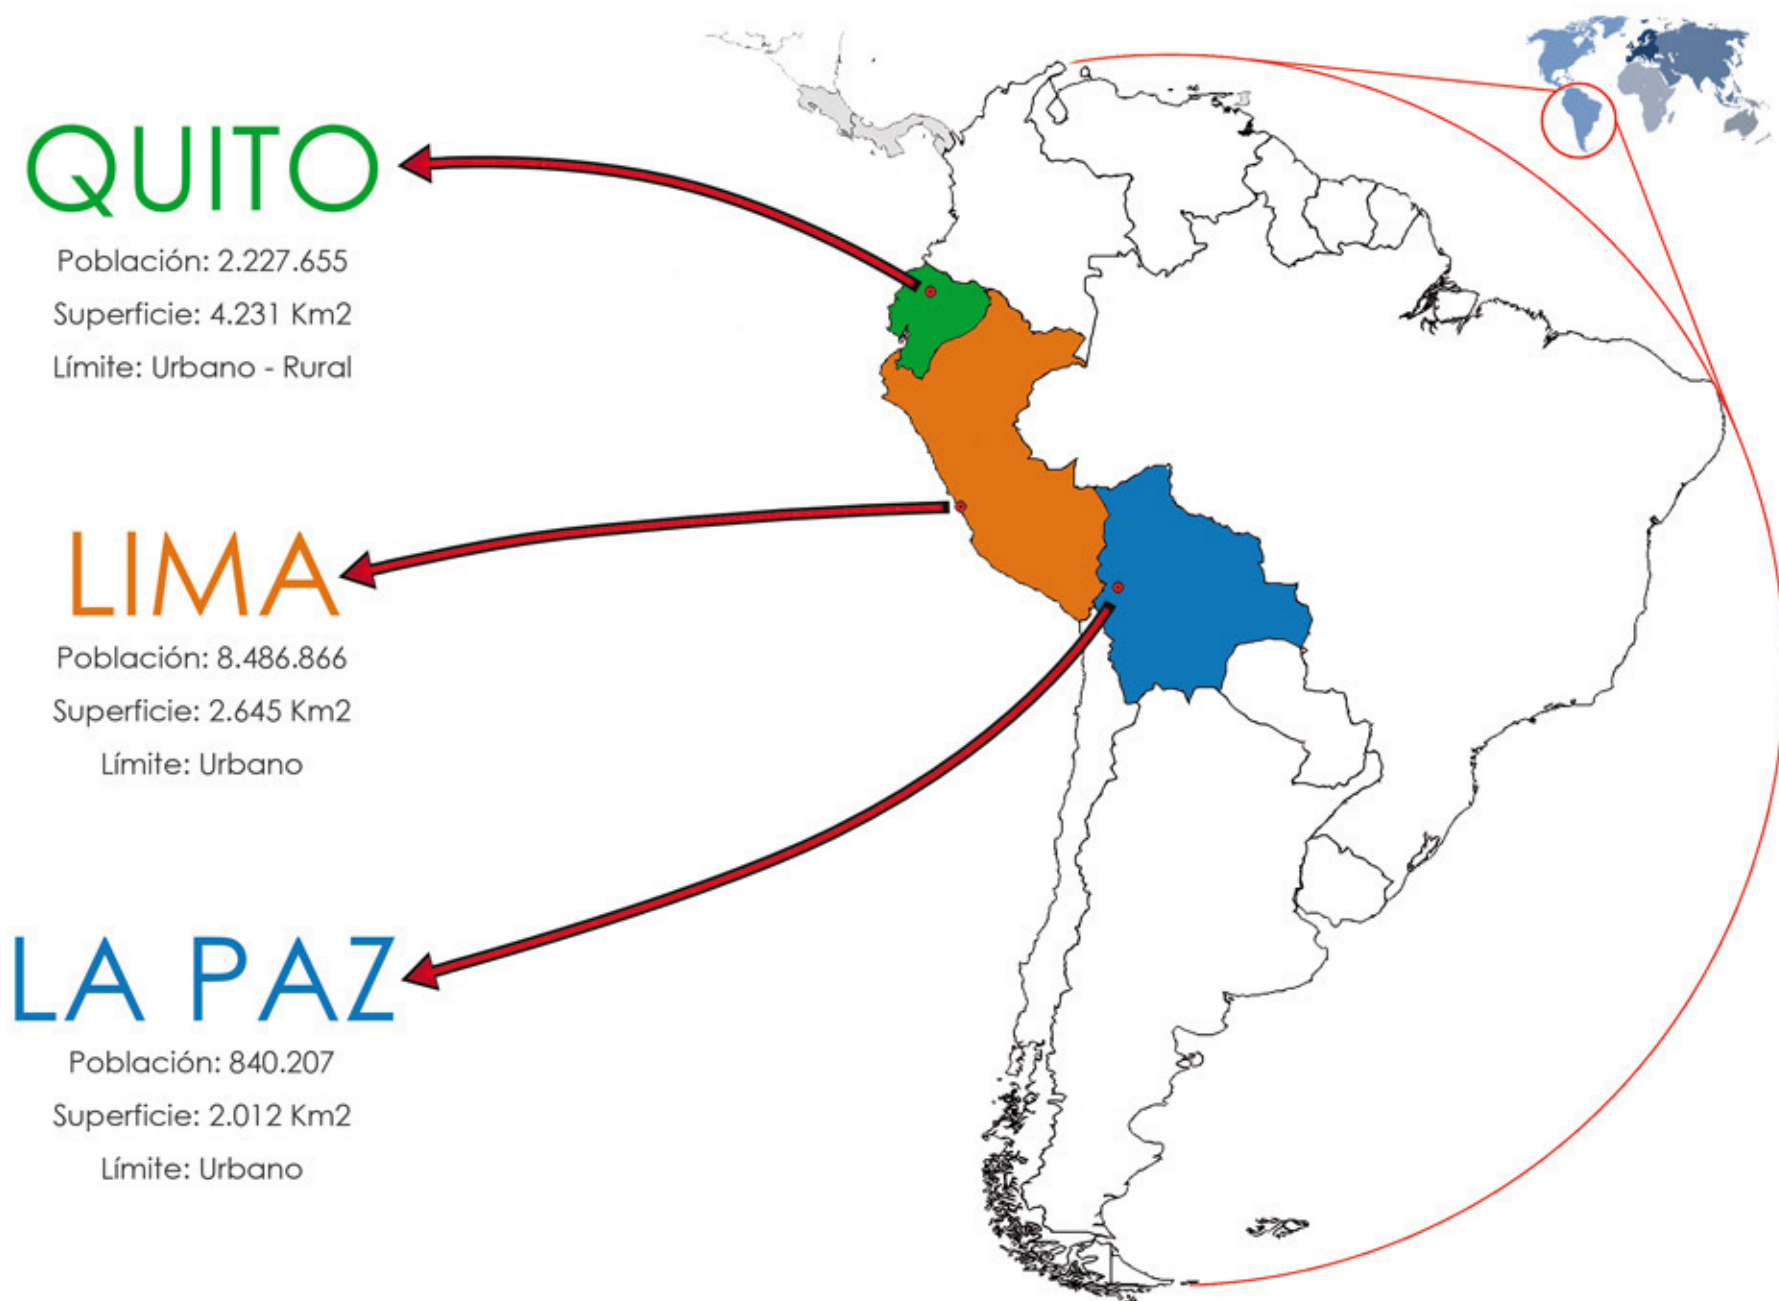 QUITO
Población: 2.227.655
Superficie: 4.231 Km2
Límite: Urbano - Rural
LIMA
Población: 8.486.866
Superficie: 2.645 Km2
Límite: Urbano
LA PAZ
Población: 840.207
Superficie: 2.012 Km2
Límite: Urbano